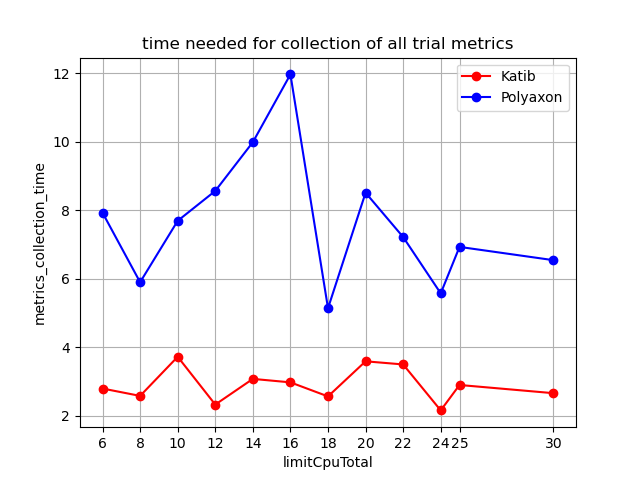 time needed for collection of all trial metrics
Katib
Polyaxon
metrics_collection_time
12
10
8
6
4
2
6 8 10 12 14 16 18 20 22 24 25 30
limitCpuTotal